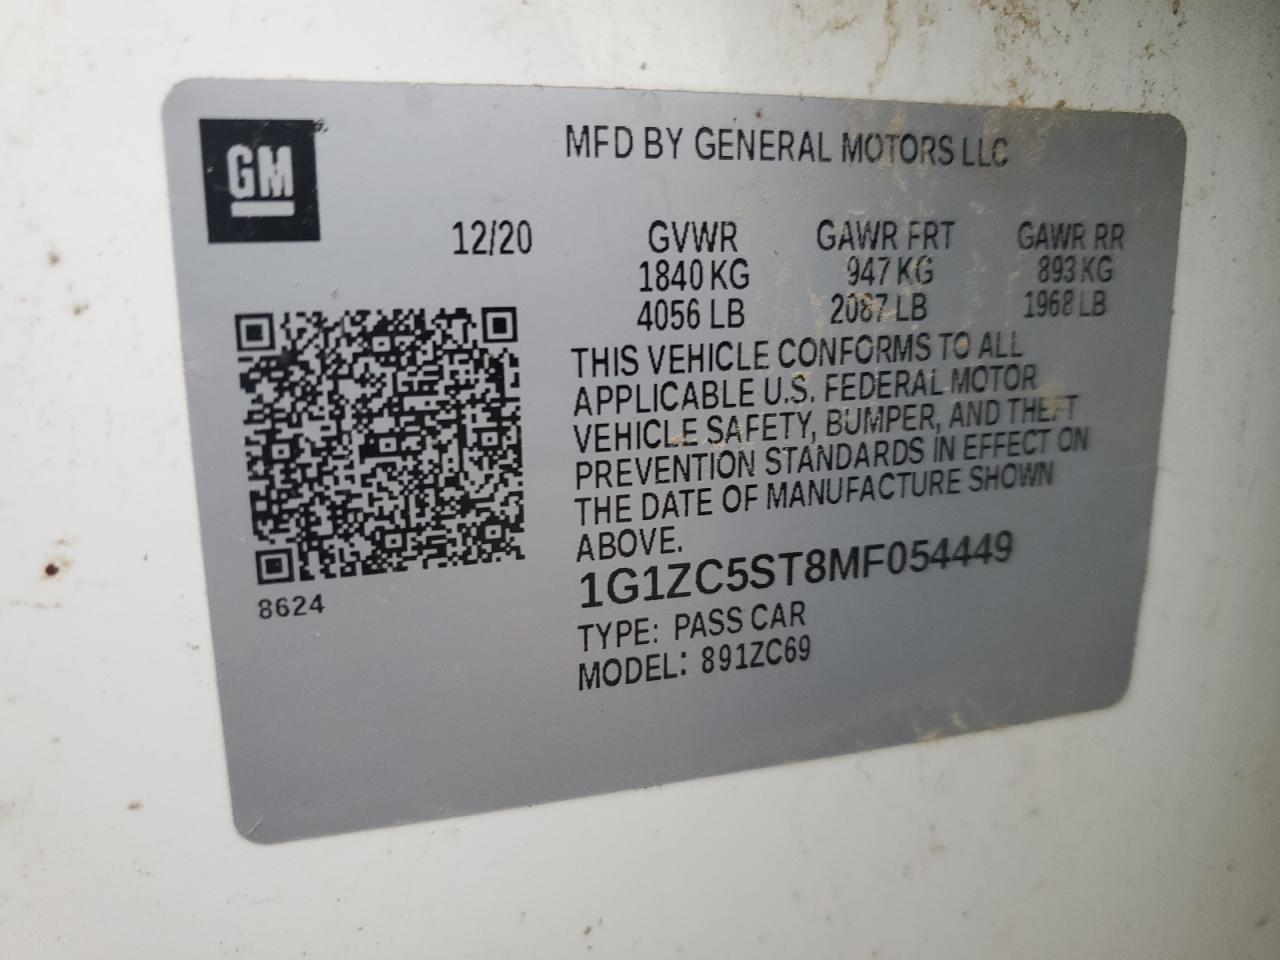 GM
MFD BY GENERAL MOTORS LLC
12/20 GVWR GAWR FRT GAWR RR
1840 KG 947 KG 893 KG
4056 LB 2087 LB 1968 LB
THIS VEHICLE CONFORMS TO ALL
APPLICABLE U.S. FEDERAL MOTOR
VEHICLE SAFETY, BUMPER, AND THEFT
PREVENTION STANDARDS IN EFFECT ON
THE DATE OF MANUFACTURE SHOWN
ABOVE.
1G1ZC5ST8MF054449
8624
TYPE: PASS CAR
MODEL: 891ZC69